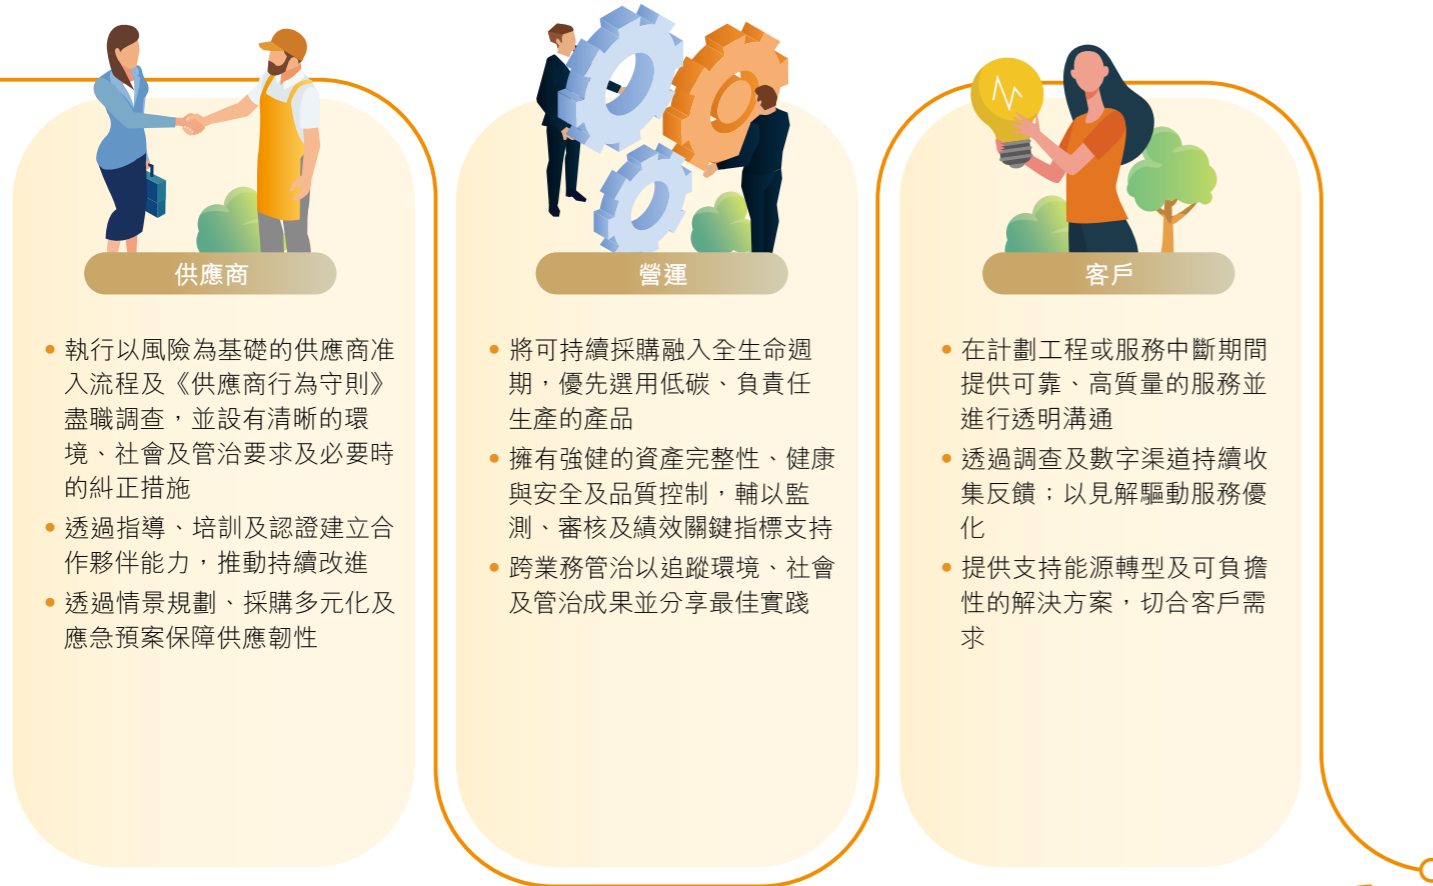 供應商
• 執行以風險為基礎的供應商准
入流程及《供應商行為守則》
盡職調查，並設有清晰的環
境、社會及管治要求及必要時
的糾正措施
• 透過指導、培訓及認證建立合
作夥伴能力，推動持續改進
• 透過情景規劃、採購多元化及
應急預案保障供應韌性
營運
• 將可持續採購融入全生命週
期，優先選用低碳、負責任
生產的產品
• 擁有強健的資產完整性、健康
與安全及品質控制，輔以監
測、審核及績效關鍵指標支持
• 跨業務管治以追蹤環境、社會
及管治成果並分享最佳實踐
客戶
• 在計劃工程或服務中斷期間
提供可靠、高質量的服務並
進行透明溝通
• 透過調查及數字渠道持續收
集反饋；以見解驅動服務優
化
• 提供支持能源轉型及可負擔
性的解決方案，切合客戶需
求